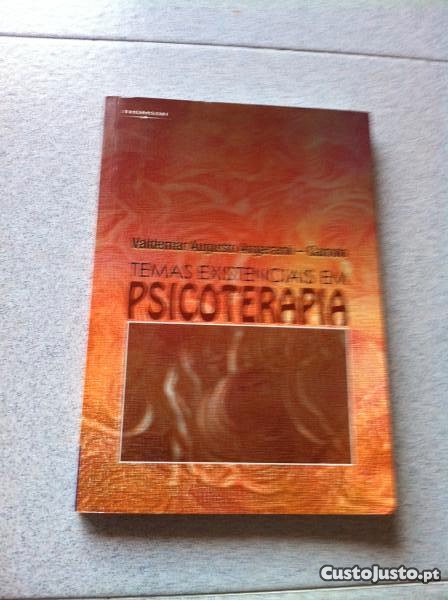 THOMSON
Valdemar Augusto Angerami – Camon
TEMAS EXISTENCIAIS EM
PSICOTERAPIA
CustoJusto.pt